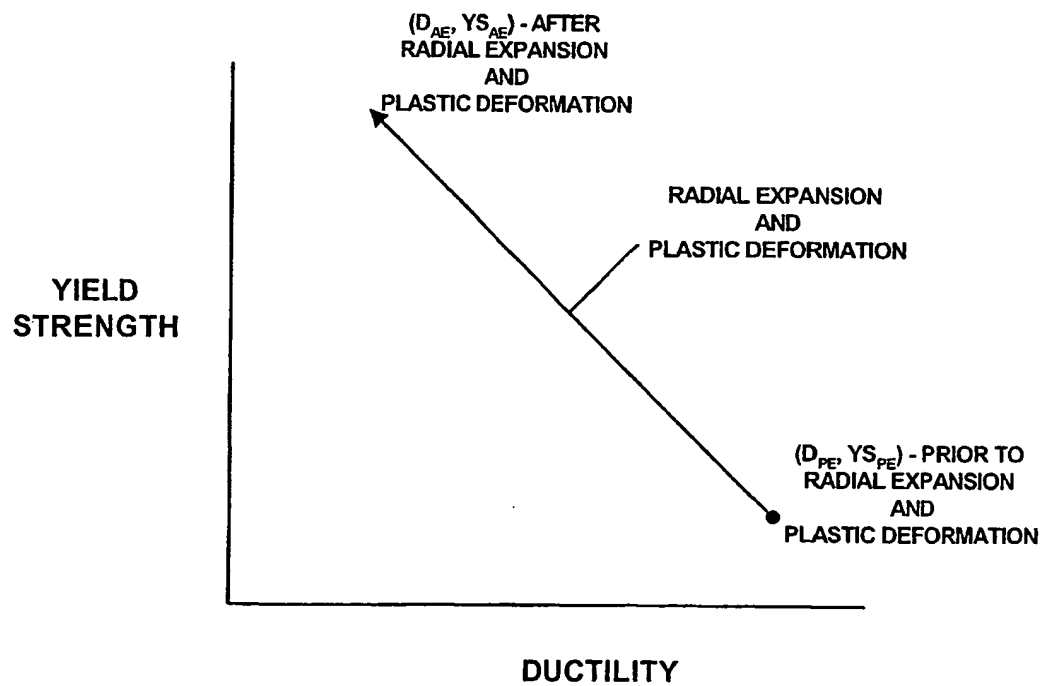 (D_AE, YS_AE) - AFTER
RADIAL EXPANSION
AND
PLASTIC DEFORMATION
RADIAL EXPANSION
AND
PLASTIC DEFORMATION
YIELD
STRENGTH
(D_PE, YS_PE) - PRIOR TO
RADIAL EXPANSION
AND
PLASTIC DEFORMATION
DUCTILITY